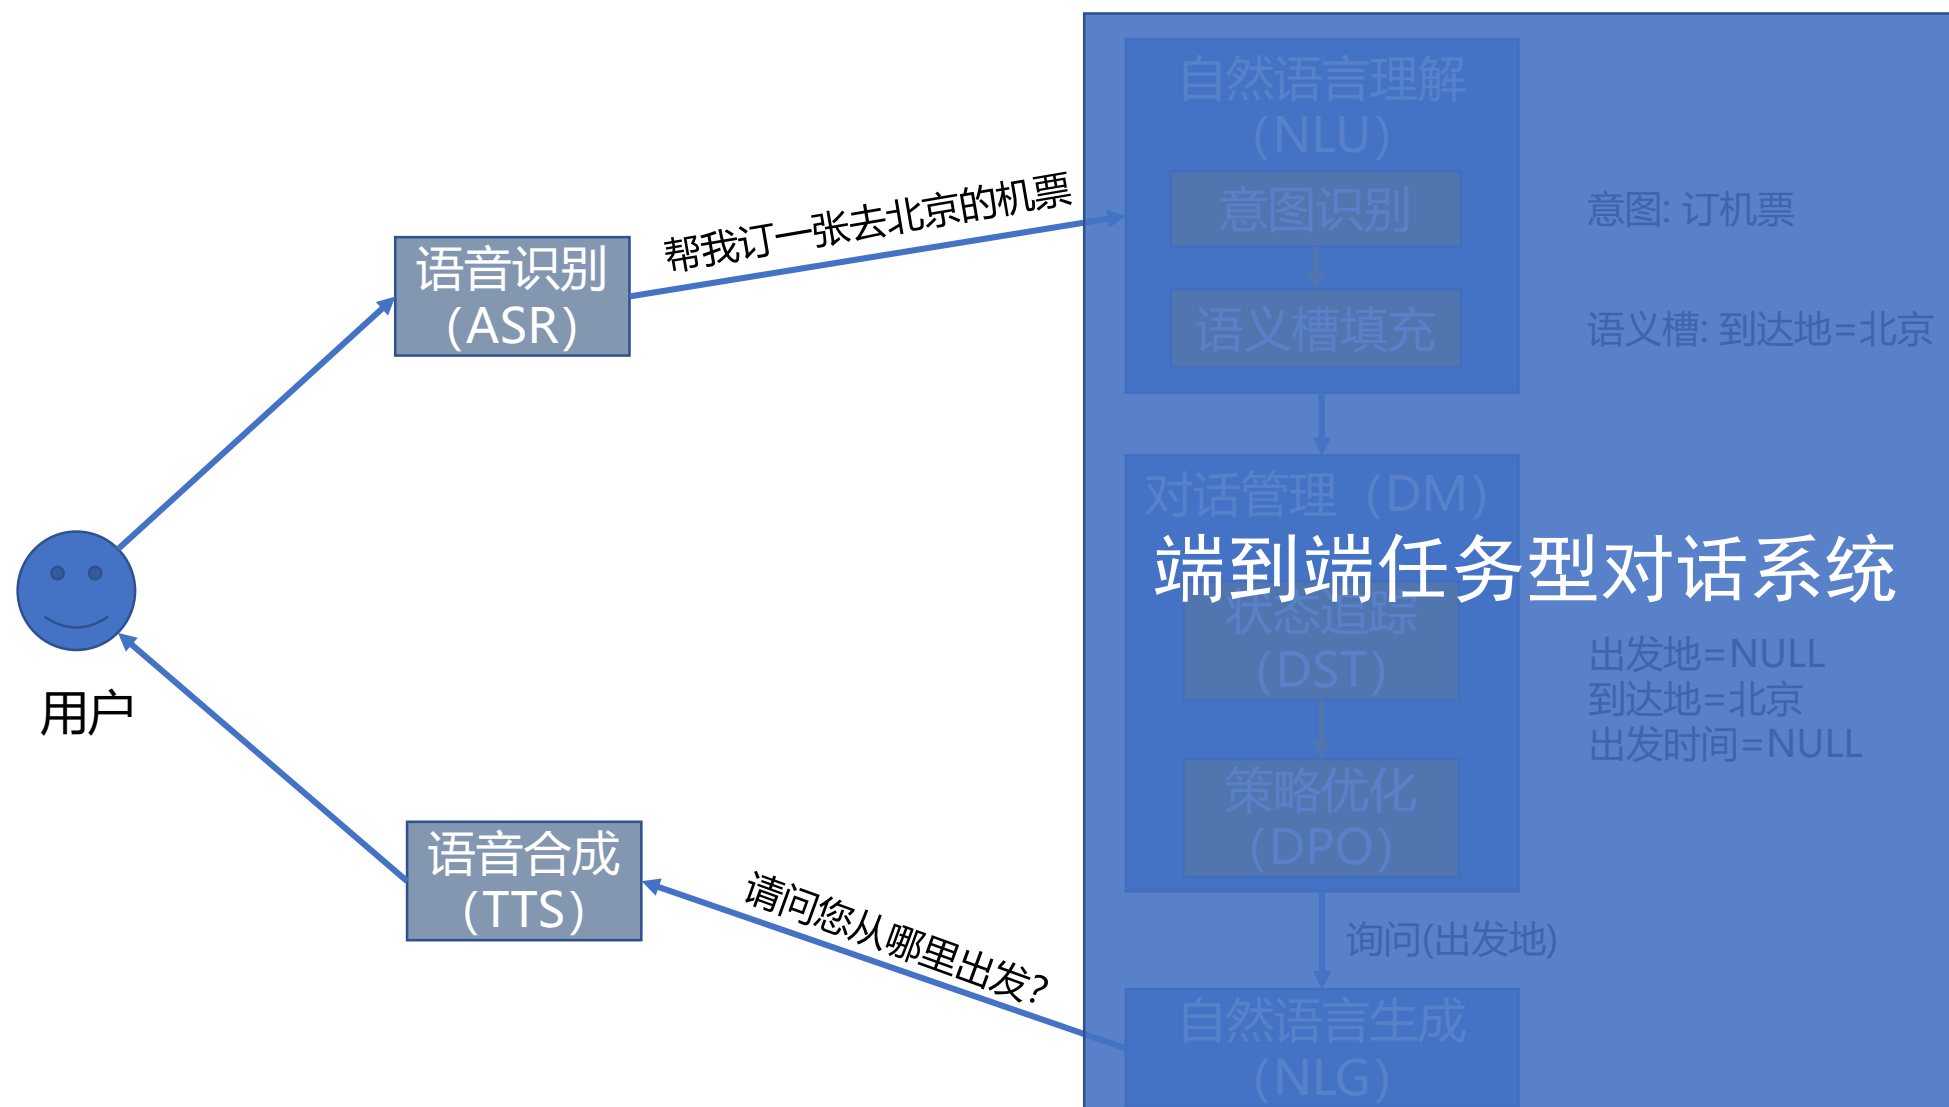 自然语言理解
（NLU）
意图识别
意图: 订机票
语义槽填充
语义槽: 到达地=北京
帮我订一张去北京的机票
语音识别
（ASR）
用户
对话管理（DM）
端到端任务型对话系统
状态追踪
（DST）
出发地=NULL
到达地=北京
出发时间=NULL
策略优化
（DPO）
语音合成
（TTS）
请问您从哪里出发?
询问(出发地)
自然语言生成
（NLG）